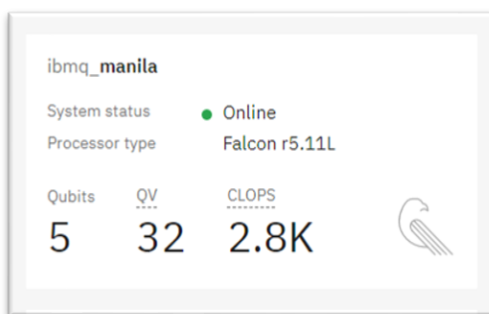 ibmq_manila
System status Online
Processor type Falcon r5.11L
Qubits QV CLOPS
5 32 2.8K